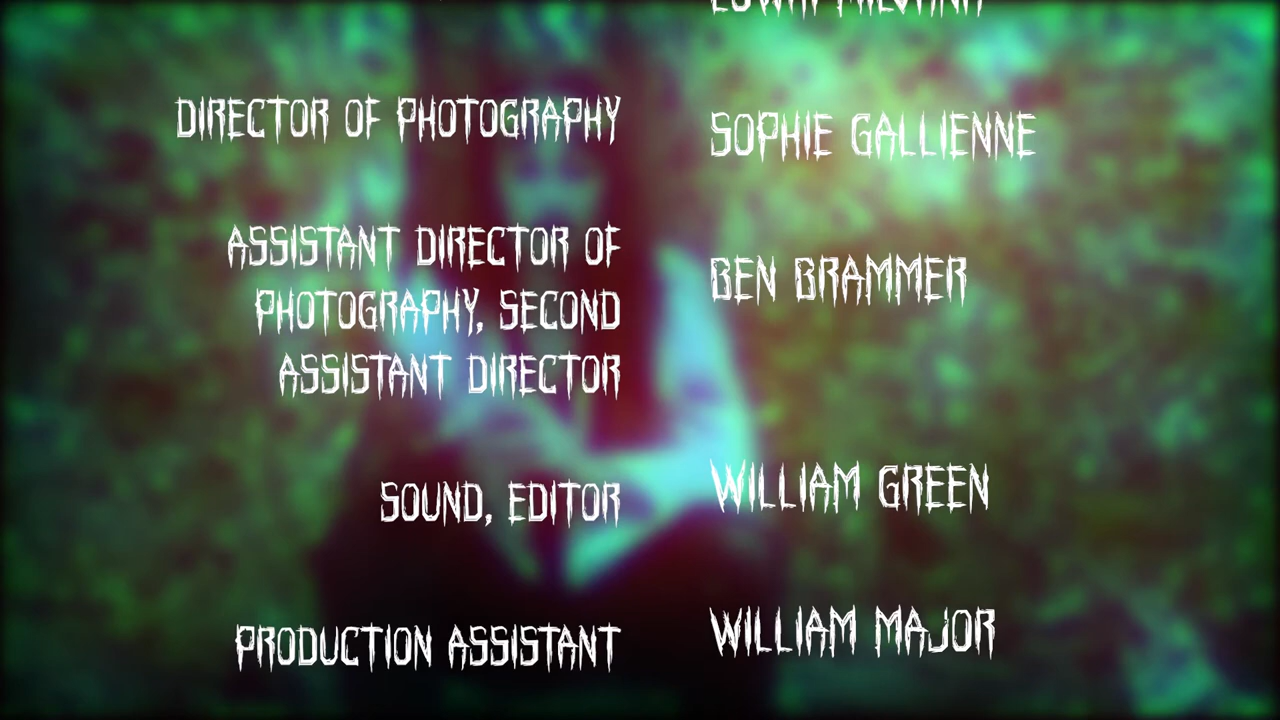 DIRECTOR OF PHOTOGRAPHY
SOPHIE GALLIENNE
ASSISTANT DIRECTOR OF
PHOTOGRAPHY, SECOND
ASSISTANT DIRECTOR
BEN BRAMMER
SOUND, EDITOR
WILLIAM GREEN
PRODUCTION ASSISTANT
WILLIAM MAJOR